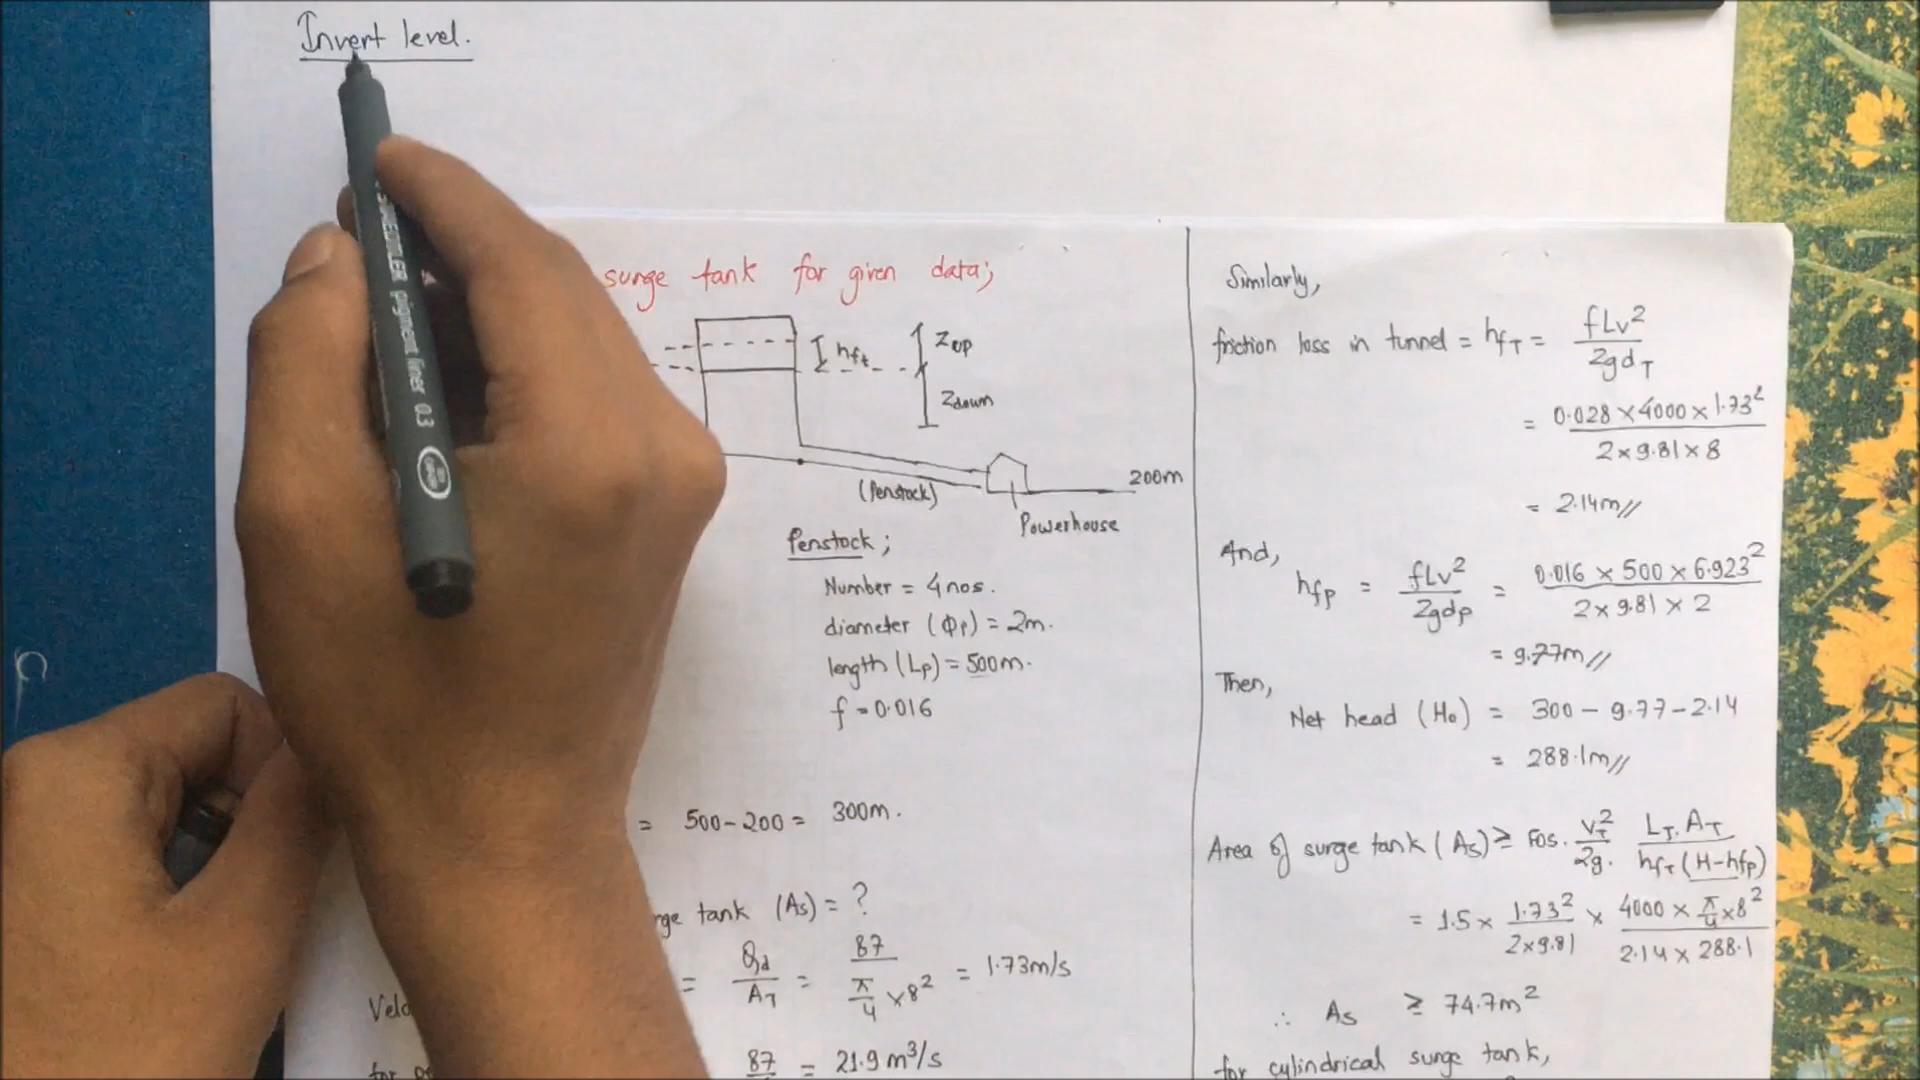 Invert level.
surge tank for given data;
hft
Zup
Zdown
(Penstock)
200m
Powerhouse
Penstock;
Number = 4 nos.
diameter (Φp) = 2m.
length (Lp) = 500m.
f = 0.016
= 500 - 200 = 300m.
tank (As) = ?
= Qd / AT = 87 / π/4 × 8² = 1.73m/s
87 = 21.9 m³/s
Similarly,
friction loss in tunnel = hfT = fLv² / 2gdT
= 0.028 × 4000 × 1.73² / 2 × 9.81 × 8
= 2.14m//
And,
hfp = fLv² / 2gdp = 0.016 × 500 × 6.923² / 2 × 9.81 × 2
= 9.77m//
Then,
Net head (Ho) = 300 - 9.77 - 2.14
= 288.1m//
Area of surge tank (As) ≥ FOS. VT² / 2g. LT. AT / hfT (H - hfp)
= 1.5 × 1.73² / 2×9.81 × 4000 × π/4 × 8² / 2.14 × 288.1
∴ As ≥ 74.7m²
for cylindrical surge tank,
STAEDTLER pigment liner 0.3